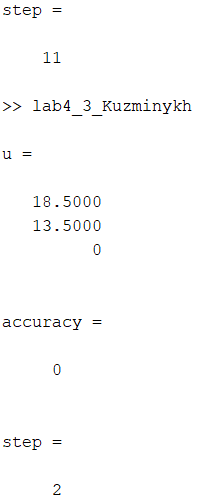 step =
11
>> lab4_3_Kuzminykh
u =
18.5000
13.5000
0
accuracy =
0
step =
2